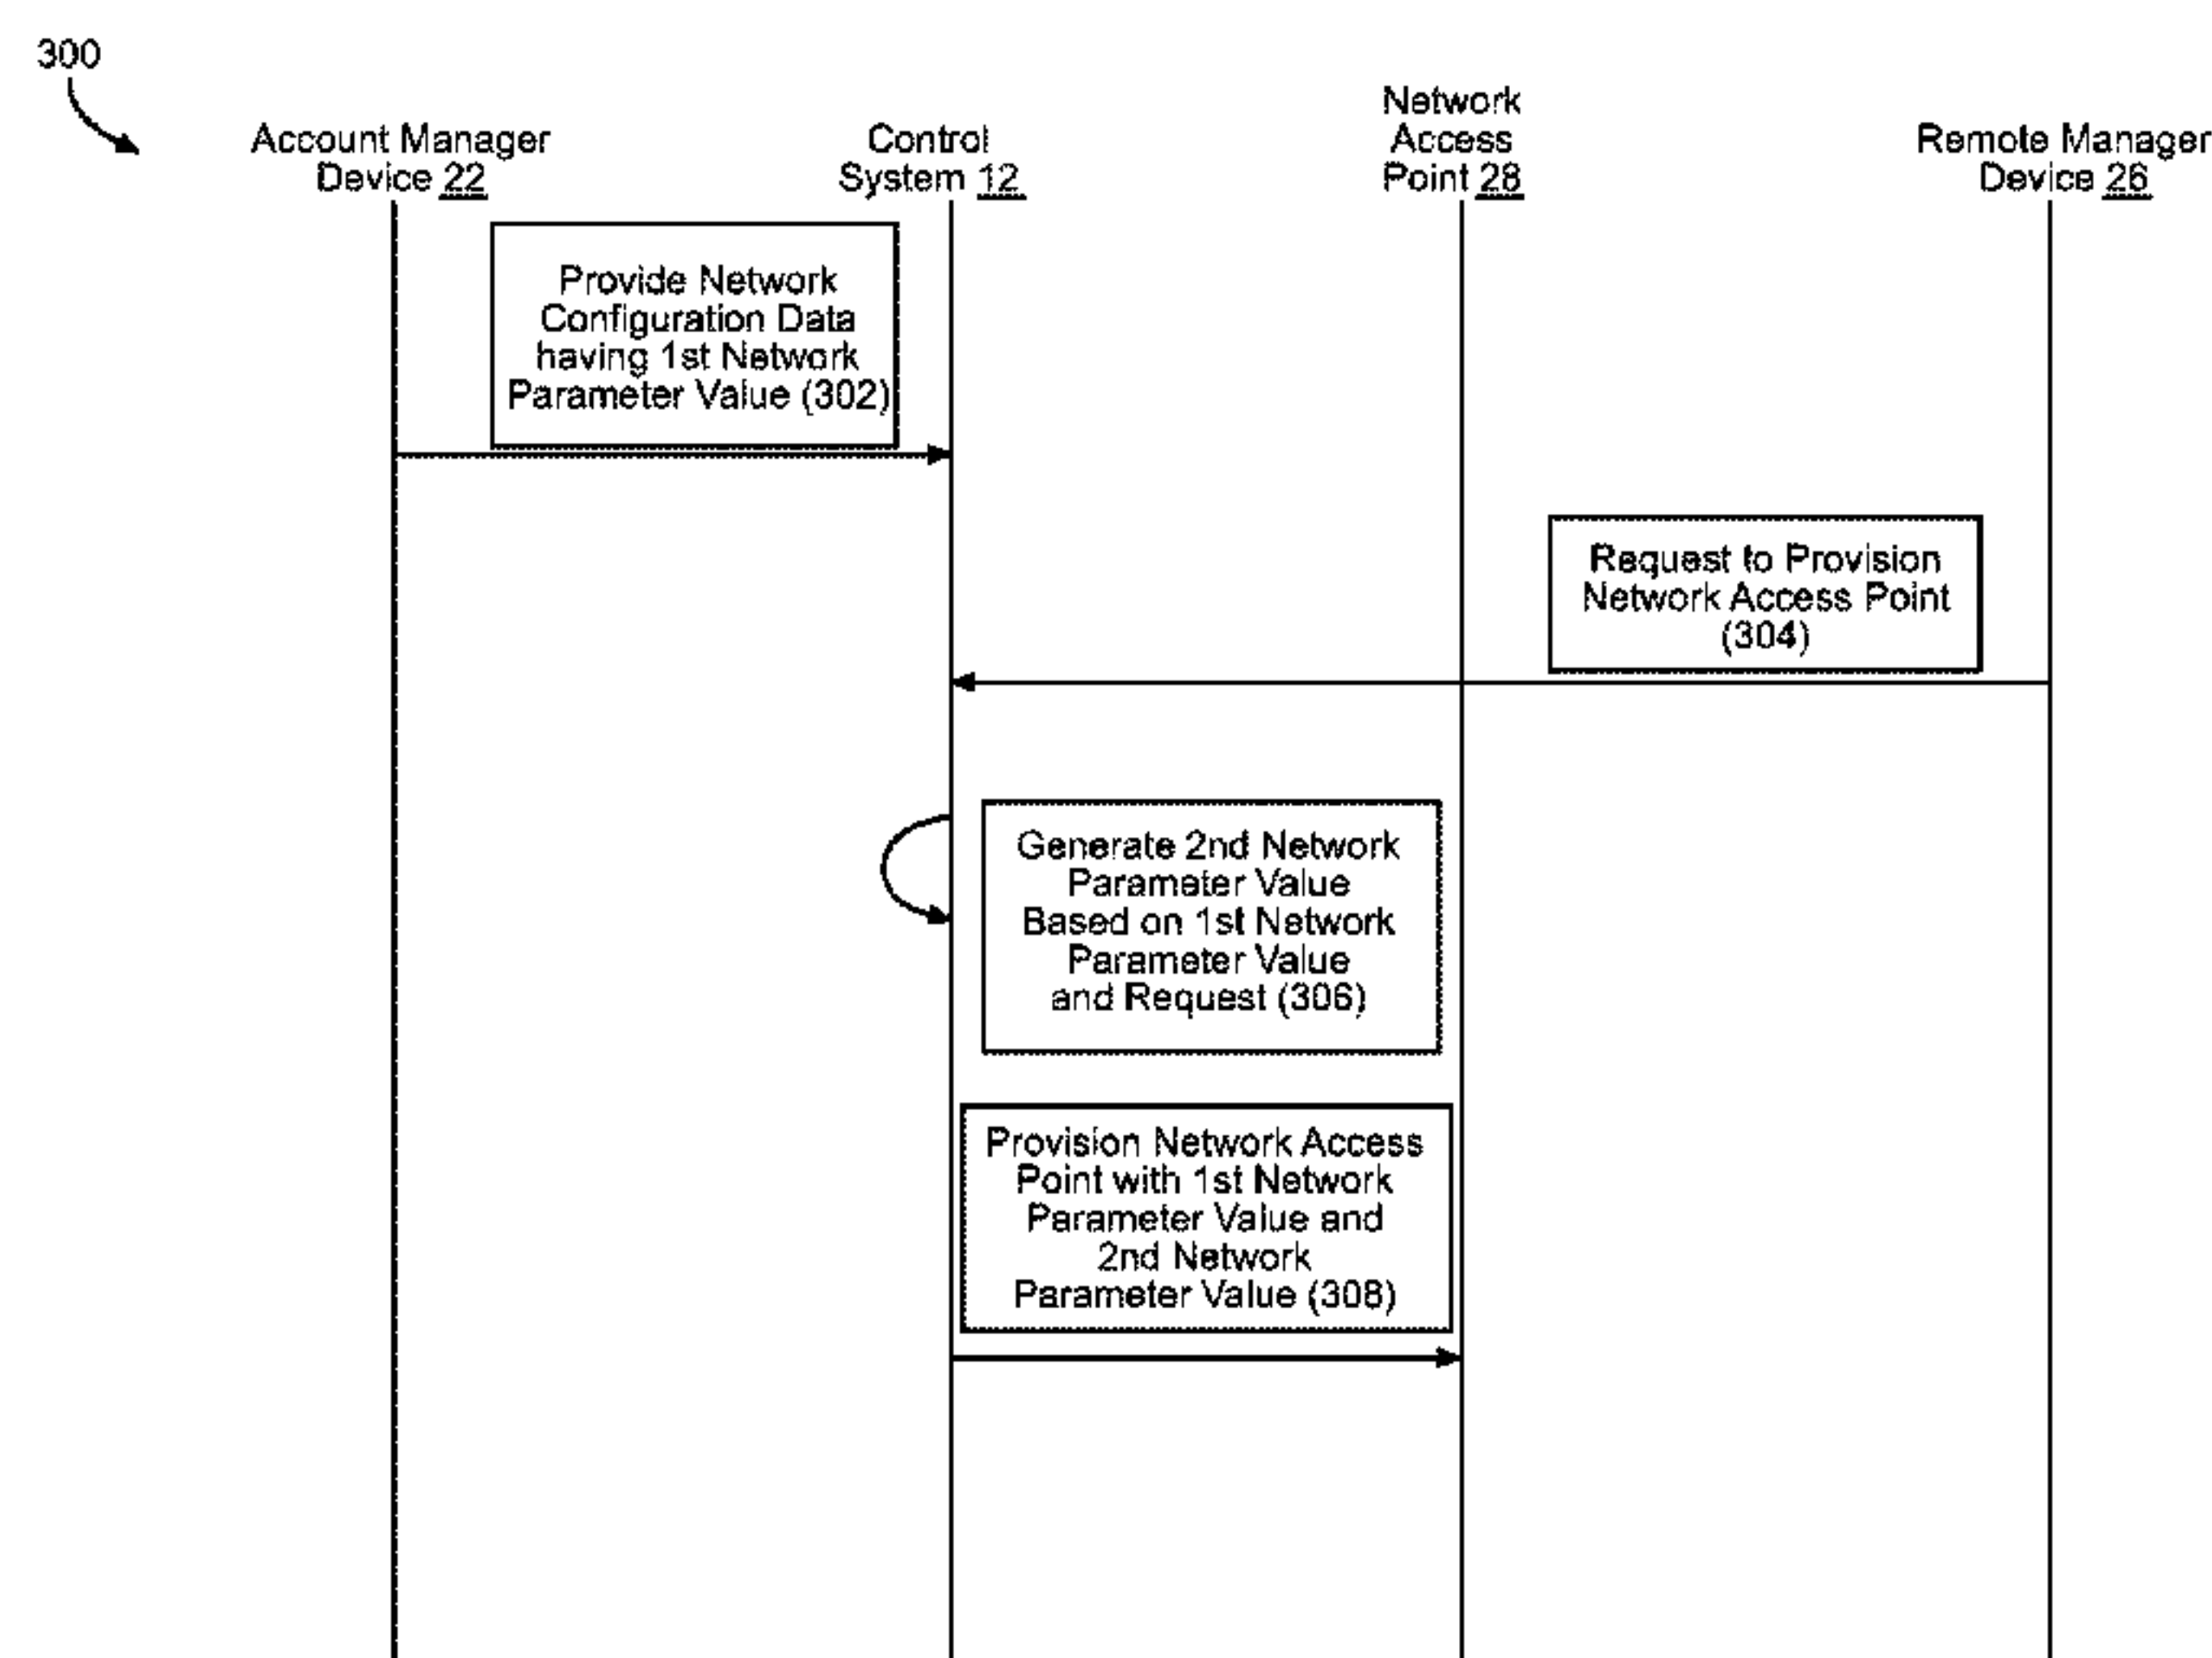 300
Account Manager
Device 22
Control
System 12
Network
Access
Point 28
Remote Manager
Device 26
Provide Network
Configuration Data
having 1st Network
Parameter Value (302)
Request to Provision
Network Access Point
(304)
Generate 2nd Network
Parameter Value
Based on 1st Network
Parameter Value
and Request (306)
Provision Network Access
Point with 1st Network
Parameter Value and
2nd Network
Parameter Value (308)